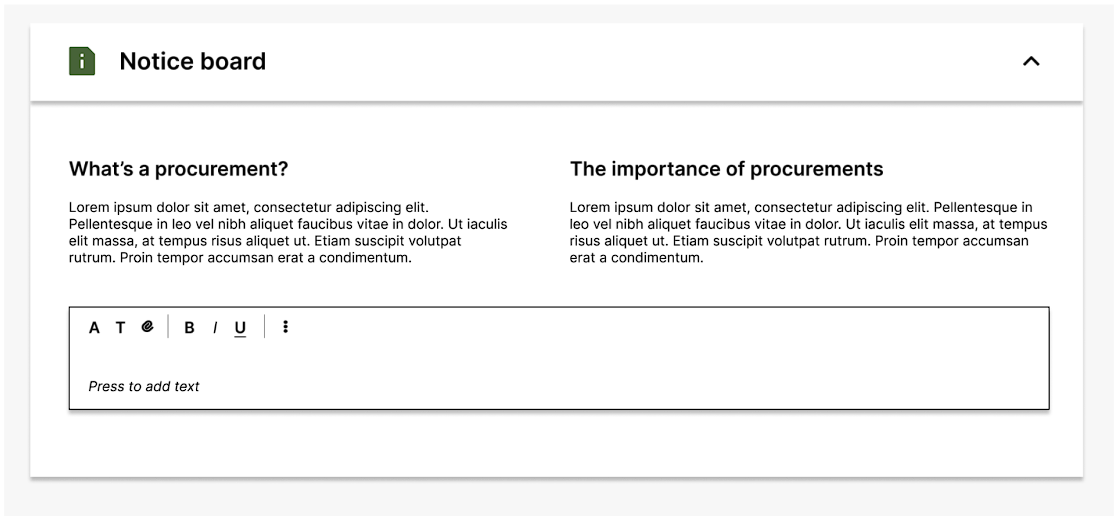 Notice board
What’s a procurement?
Lorem ipsum dolor sit amet, consectetur adipiscing elit.
Pellentesque in leo vel nibh aliquet faucibus vitae in dolor. Ut iaculis
elit massa, at tempus risus aliquet ut. Etiam suscipit volutpat
rutrum. Proin tempor accumsan erat a condimentum.
The importance of procurements
Lorem ipsum dolor sit amet, consectetur adipiscing elit. Pellentesque in
leo vel nibh aliquet faucibus vitae in dolor. Ut iaculis elit massa, at tempus
risus aliquet ut. Etiam suscipit volutpat rutrum. Proin tempor accumsan
erat a condimentum.
A T B I U
Press to add text